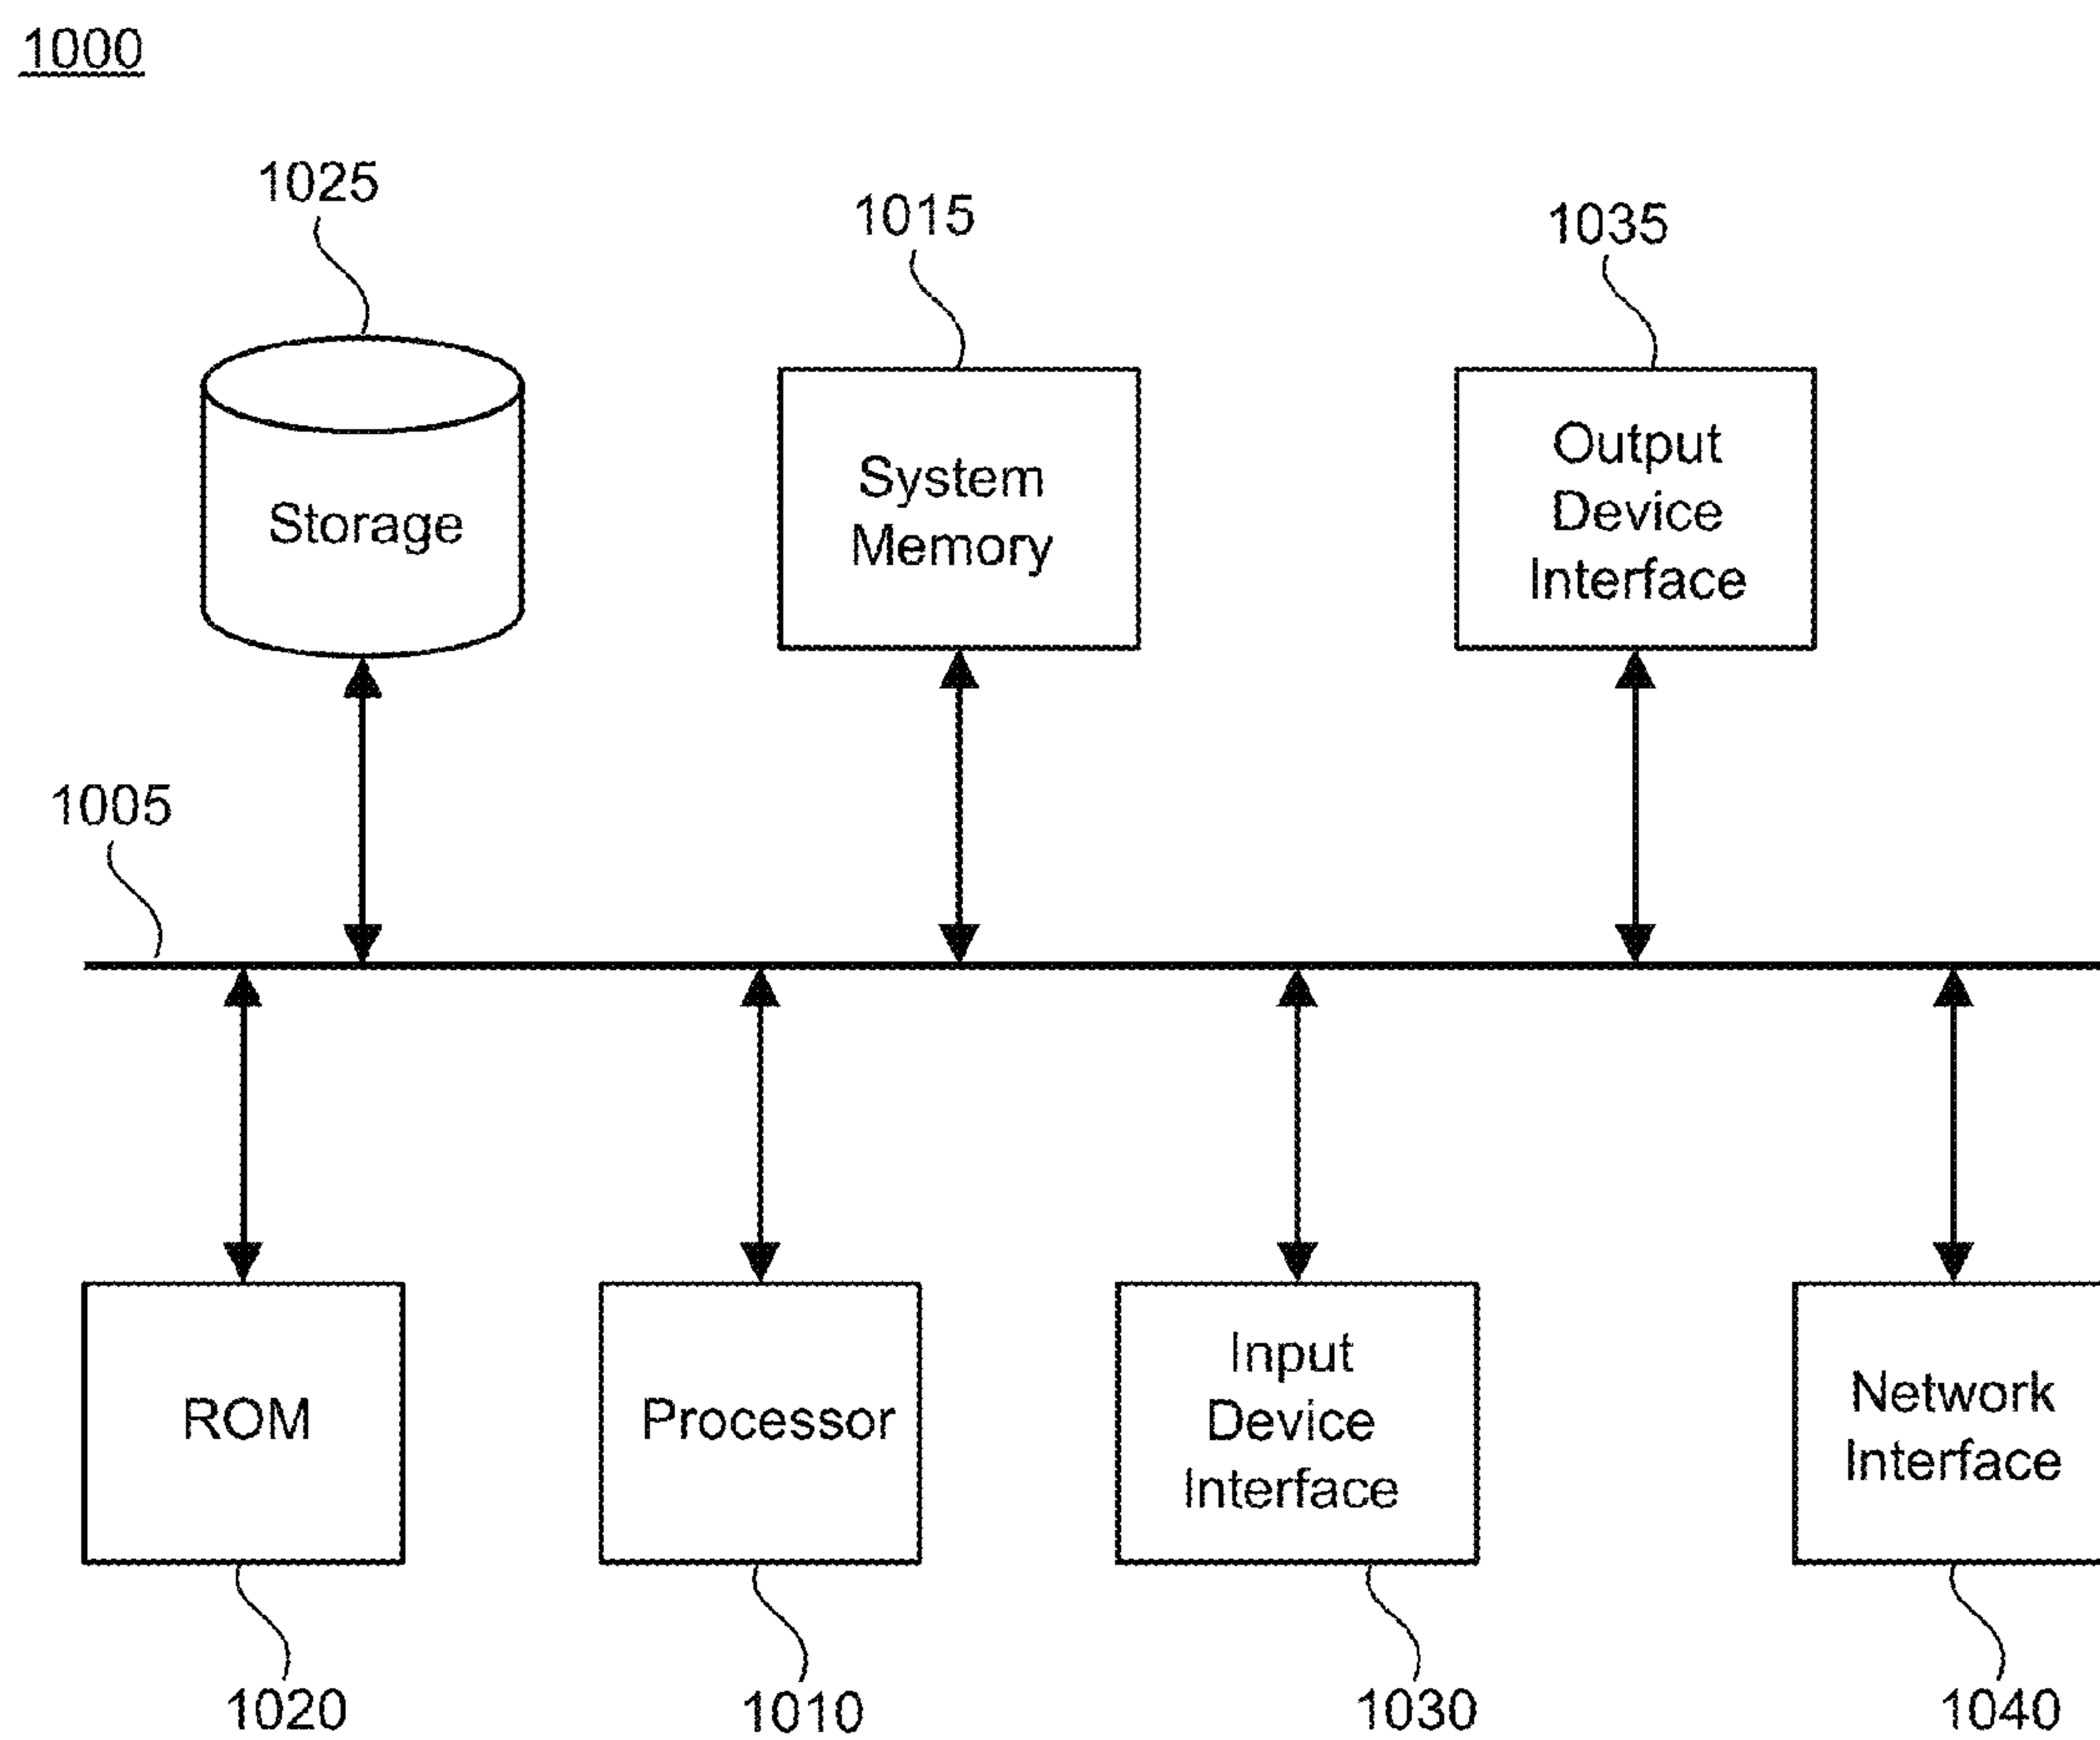 1000
1025
1015
1035
Storage
System
Memory
Output
Device
Interface
1005
ROM
Processor
Input
Device
Interface
Network
Interface
1020
1010
1030
1040